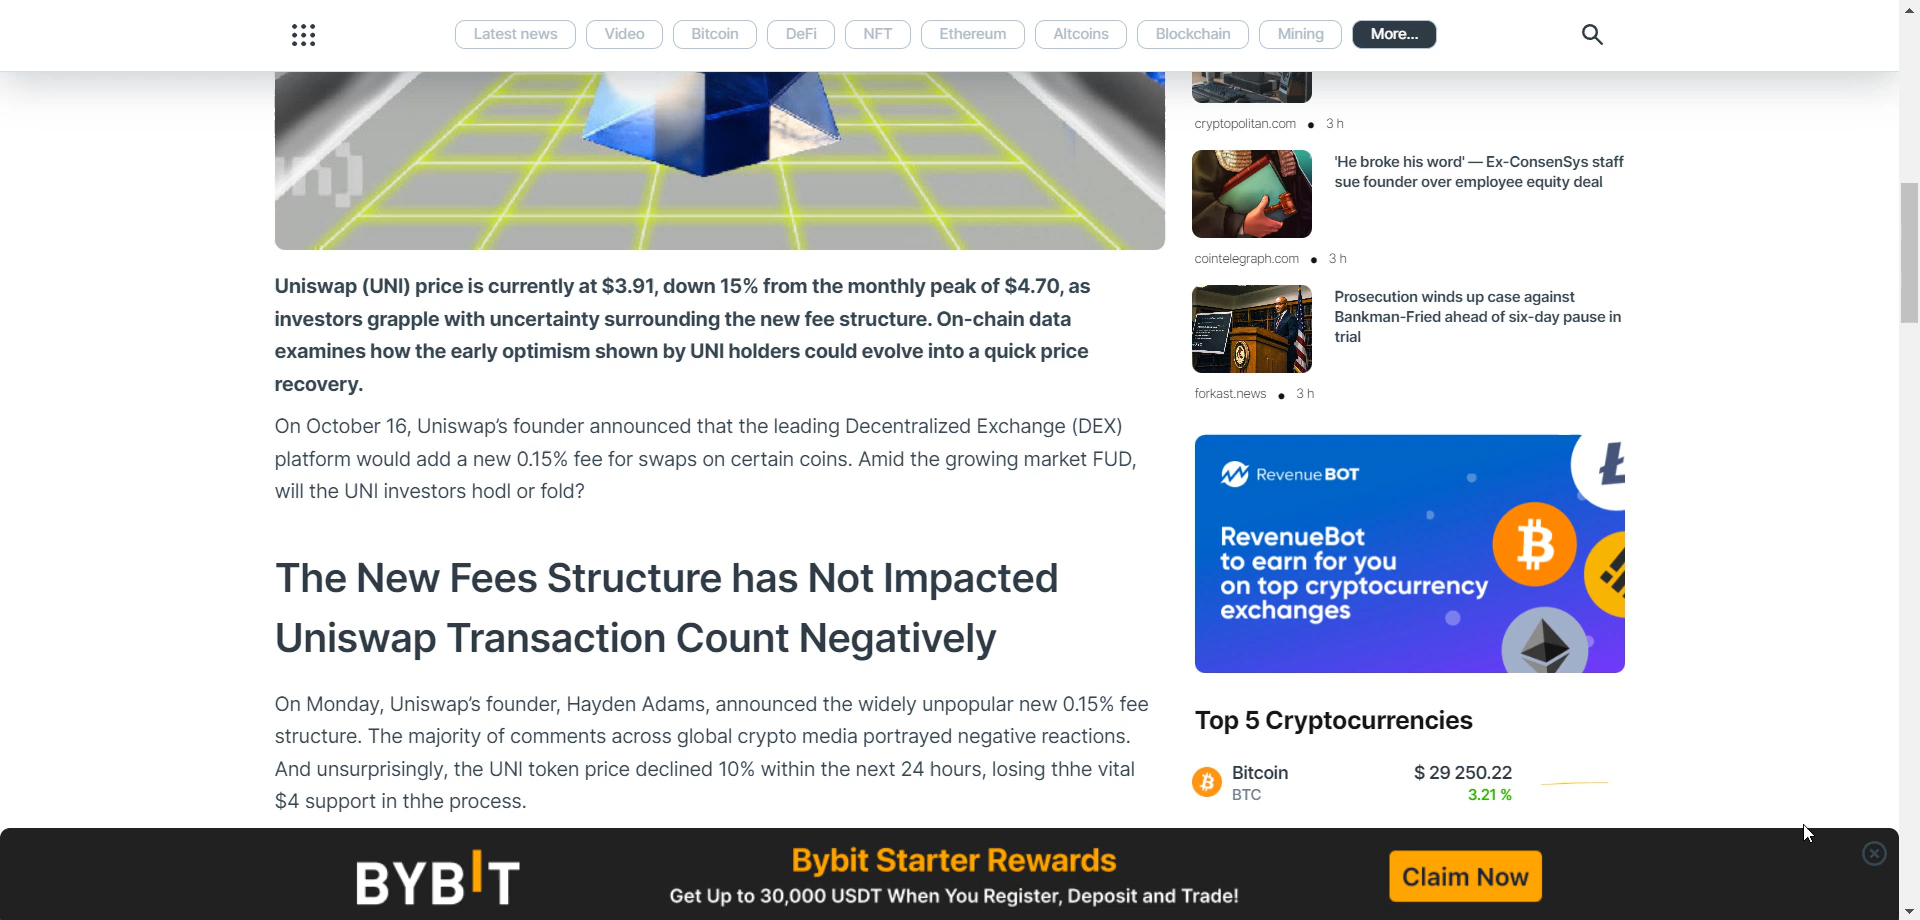 Latest news
Video
Bitcoin
DeFi
NFT
Ethereum
Altcoins
Blockchain
Mining
More...
Uniswap (UNI) price is currently at $3.91, down 15% from the monthly peak of $4.70, as
investors grapple with uncertainty surrounding the new fee structure. On-chain data
examines how the early optimism shown by UNI holders could evolve into a quick price
recovery.
On October 16, Uniswap's founder announced that the leading Decentralized Exchange (DEX)
platform would add a new 0.15% fee for swaps on certain coins. Amid the growing market FUD,
will the UNI investors hodl or fold?
The New Fees Structure has Not Impacted
Uniswap Transaction Count Negatively
On Monday, Uniswap's founder, Hayden Adams, announced the widely unpopular new 0.15% fee
structure. The majority of comments across global crypto media portrayed negative reactions.
And unsurprisingly, the UNI token price declined 10% within the next 24 hours, losing thhe vital
$4 support in thhe process.
cryptopolitan.com ● 3 h
'He broke his word' — Ex-ConsenSys staff
sue founder over employee equity deal
cointelegraph.com ● 3 h
Prosecution winds up case against
Bankman-Fried ahead of six-day pause in
trial
forkast.news ● 3 h
Revenue BOT
RevenueBot
to earn for you
on top cryptocurrency
exchanges
Top 5 Cryptocurrencies
Bitcoin $ 29 250.22
BTC 3.21 %
BYBIT
Bybit Starter Rewards
Get Up to 30,000 USDT When You Register, Deposit and Trade!
Claim Now